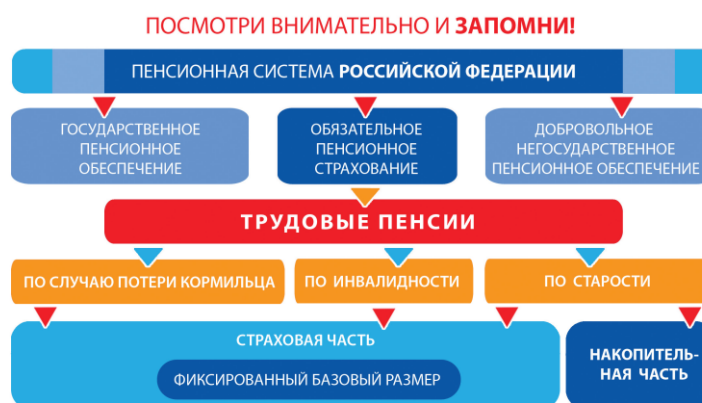 ПОСМОТРИ ВНИМАТЕЛЬНО И ЗАПОМНИ!
ПЕНСИОННАЯ СИСТЕМА РОССИЙСКОЙ ФЕДЕРАЦИИ
ГОСУДАРСТВЕННОЕ
ПЕНСИОННОЕ
ОБЕСПЕЧЕНИЕ
ОБЯЗАТЕЛЬНОЕ
ПЕНСИОННОЕ
СТРАХОВАНИЕ
ДОБРОВОЛЬНОЕ
НЕГОСУДАРСТВЕННОЕ
ПЕНСИОННОЕ ОБЕСПЕЧЕНИЕ
ТРУДОВЫЕ ПЕНСИИ
ПО СЛУЧАЮ ПОТЕРИ КОРМИЛЬЦА
ПО ИНВАЛИДНОСТИ
ПО СТАРОСТИ
СТРАХОВАЯ ЧАСТЬ
ФИКСИРОВАННЫЙ БАЗОВЫЙ РАЗМЕР
НАКОПИТЕЛЬ-
НАЯ ЧАСТЬ